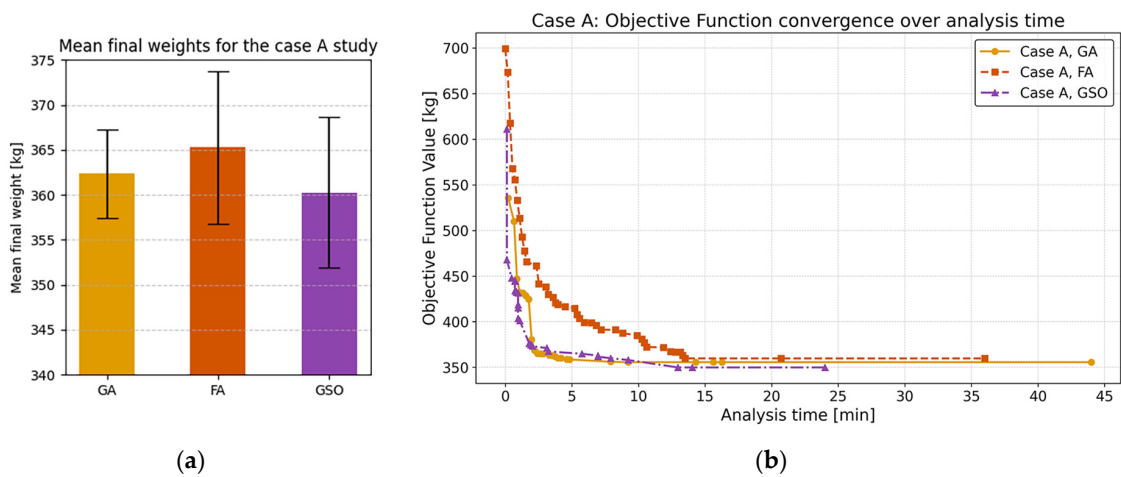 Mean final weights for the case A study
Mean final weight [kg]
375
370
365
360
355
350
345
340
GA
FA
GSO
(a)
Case A: Objective Function convergence over analysis time
Objective Function Value [kg]
700
650
600
550
500
450
400
350
0
5
10
15
20
25
30
35
40
45
Analysis time [min]
Case A, GA
Case A, FA
Case A, GSO
(b)